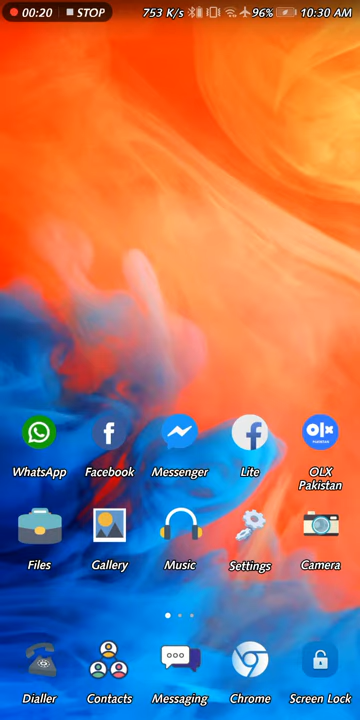 00:20 STOP 753 K/s 96% 10:30 AM
WhatsApp Facebook Messenger Lite OLX
Pakistan
Files Gallery Music Settings Camera
Dialler Contacts Messaging Chrome Screen Lock